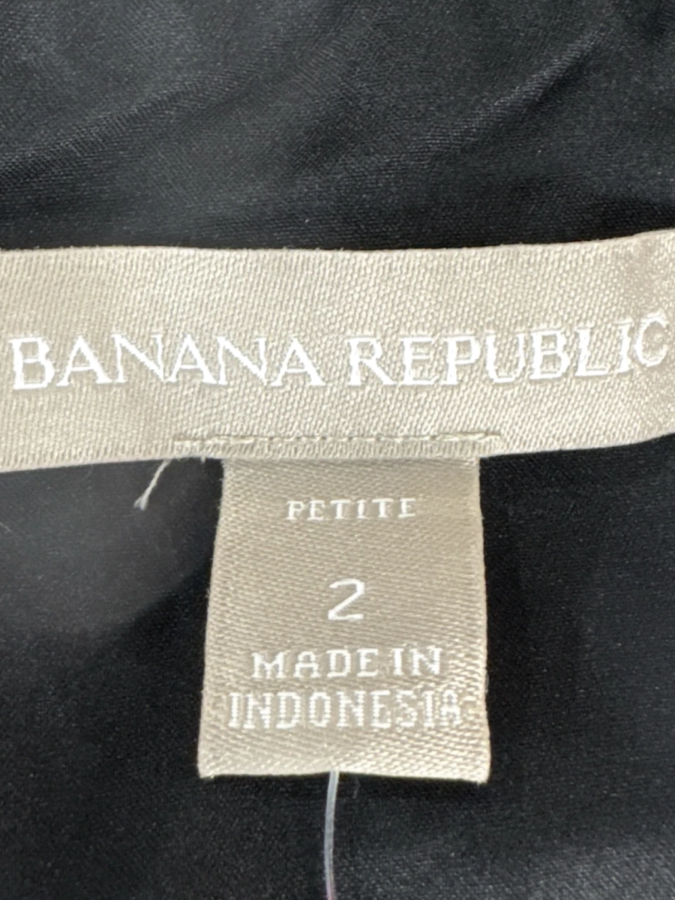 BANANA REPUBLIC
PETITE
2
MADE IN
INDONESIA